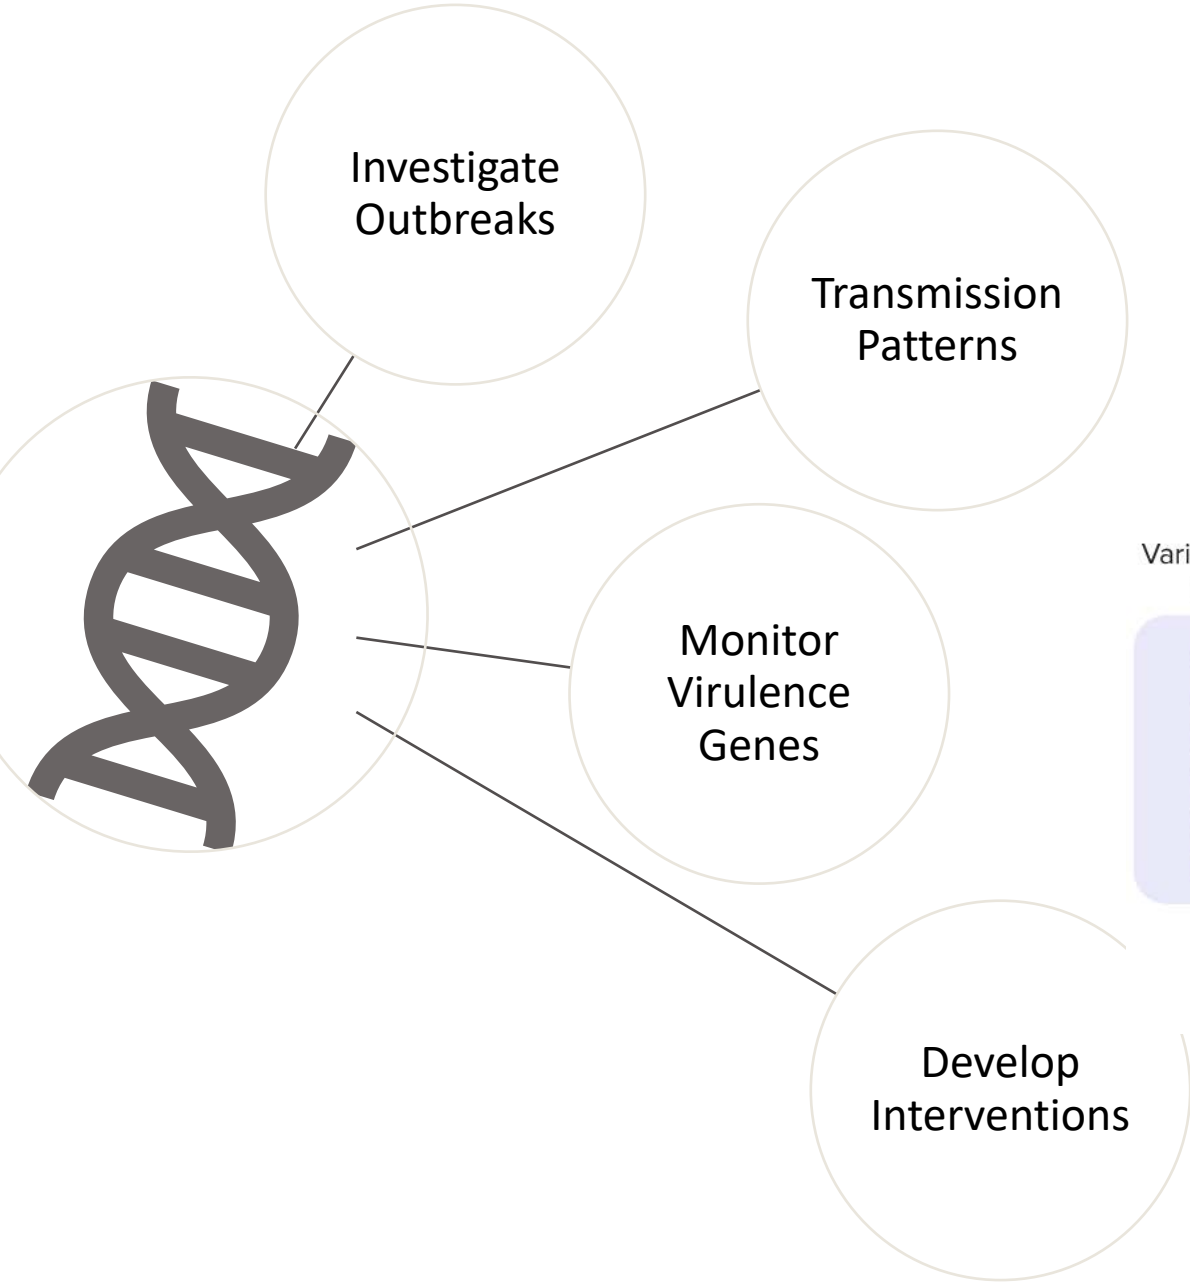 Investigate
Outbreaks
Transmission
Patterns
Vari
Monitor
Virulence
Genes
Develop
Interventions